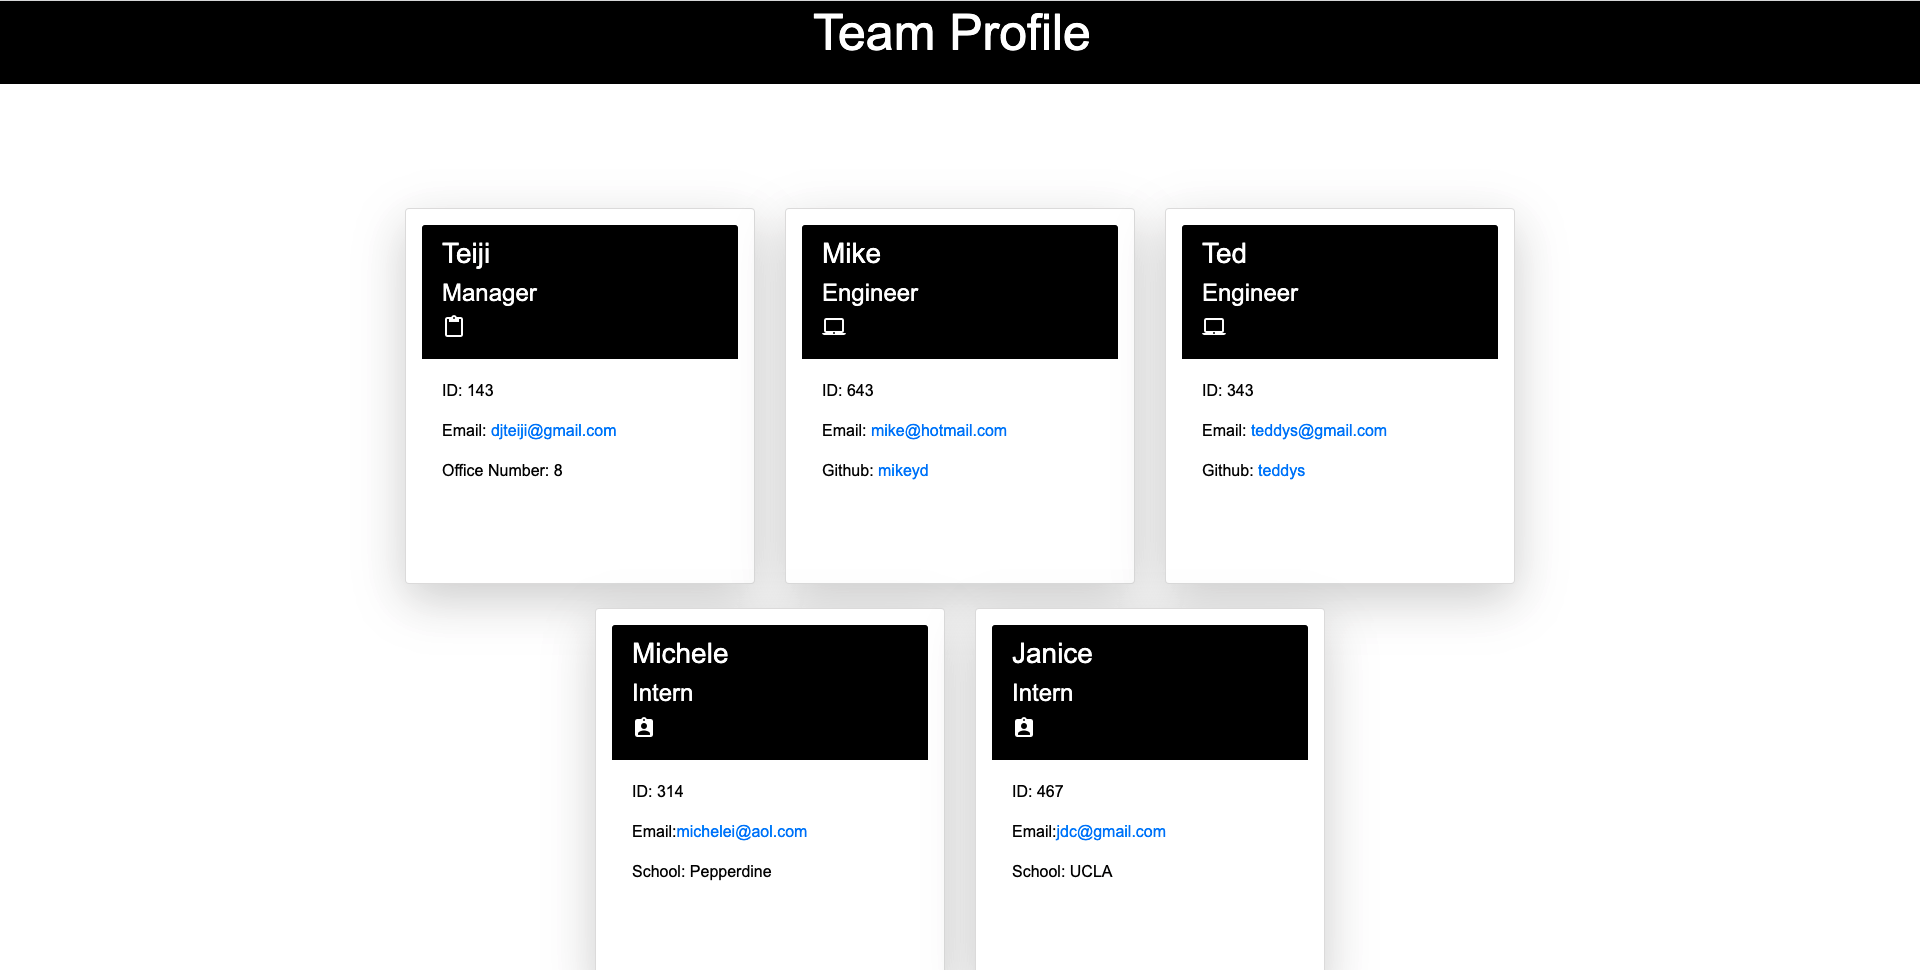 Team Profile
Teiji
Manager
ID: 143
Email: djteiji@gmail.com
Office Number: 8
Mike
Engineer
ID: 643
Email: mike@hotmail.com
Github: mikeyd
Ted
Engineer
ID: 343
Email: teddys@gmail.com
Github: teddys
Michele
Intern
ID: 314
Email:michelei@aol.com
School: Pepperdine
Janice
Intern
ID: 467
Email:jdc@gmail.com
School: UCLA